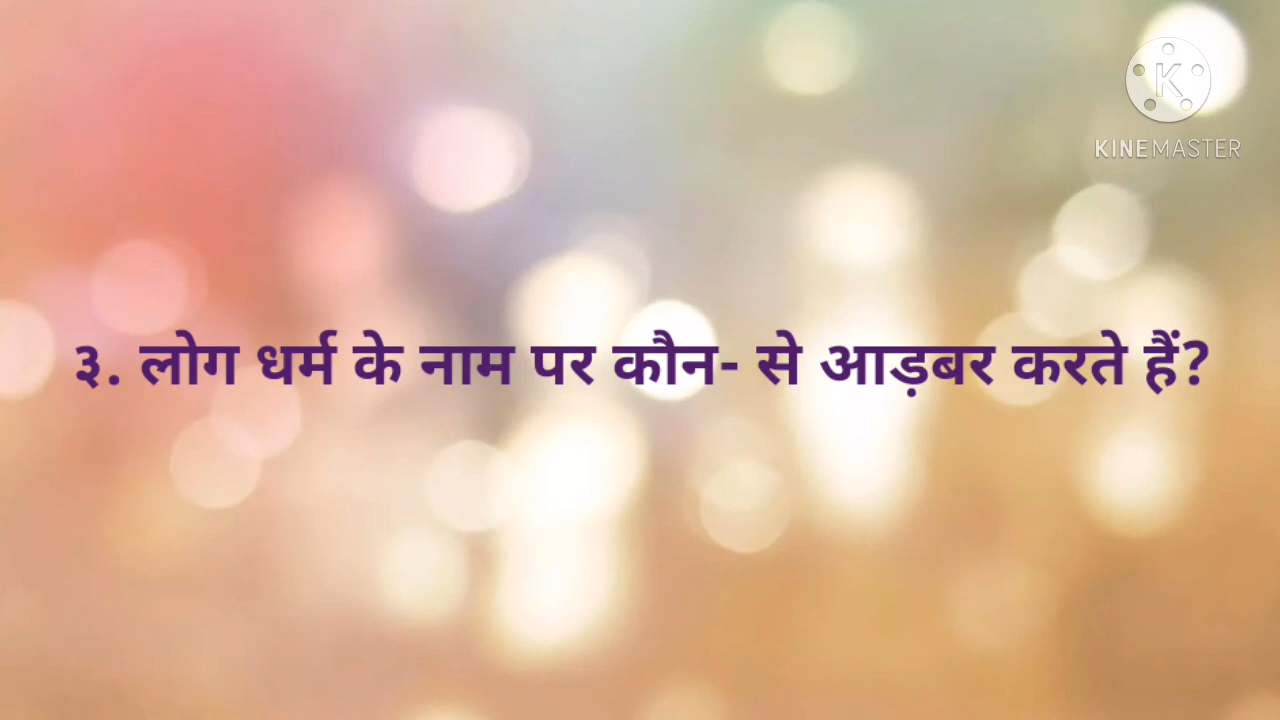 KINEMASTER
३. लोग धर्म के नाम पर कौन- से आड़बर करते हैं?